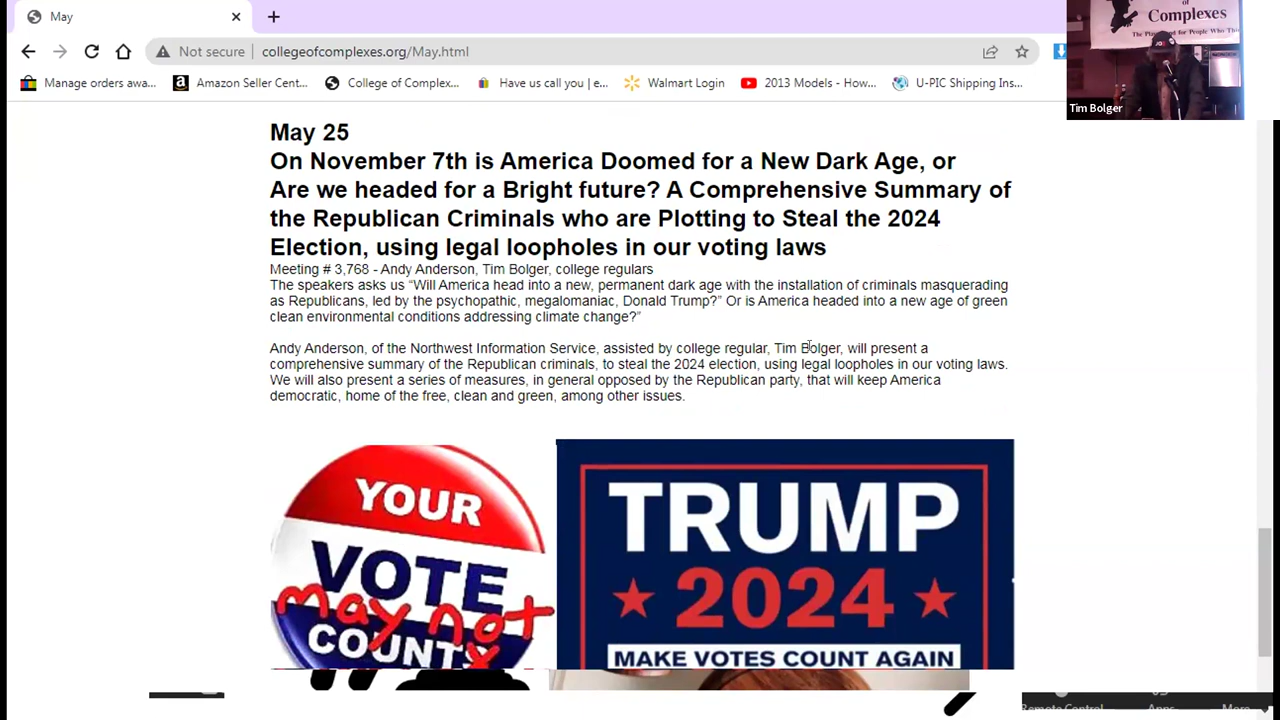 May
Not secure
collegeofcomplexes.org/May.html
Manage orders awa...
Amazon Seller Cent...
College of Complex...
Have us call you | e...
Walmart Login
2013 Models - How...
U-PIC Shipping Ins...
of
Complexes
Tim Bolger
May 25
On November 7th is America Doomed for a New Dark Age, or
Are we headed for a Bright future? A Comprehensive Summary of
the Republican Criminals who are Plotting to Steal the 2024
Election, using legal loopholes in our voting laws
Meeting # 3,768 - Andy Anderson, Tim Bolger, college regulars
The speakers asks us “Will America head into a new, permanent dark age with the installation of criminals masquerading
as Republicans, led by the psychopathic, megalomaniac, Donald Trump?” Or is America headed into a new age of green
clean environmental conditions addressing climate change?”
Andy Anderson, of the Northwest Information Service, assisted by college regular, Tim Bolger, will present a
comprehensive summary of the Republican criminals, to steal the 2024 election, using legal loopholes in our voting laws.
We will also present a series of measures, in general opposed by the Republican party, that will keep America
democratic, home of the free, clean and green, among other issues.
YOUR
VOTE
may not
COUNTS
TRUMP
2024
MAKE VOTES COUNT AGAIN
Remote Control
Apps
More